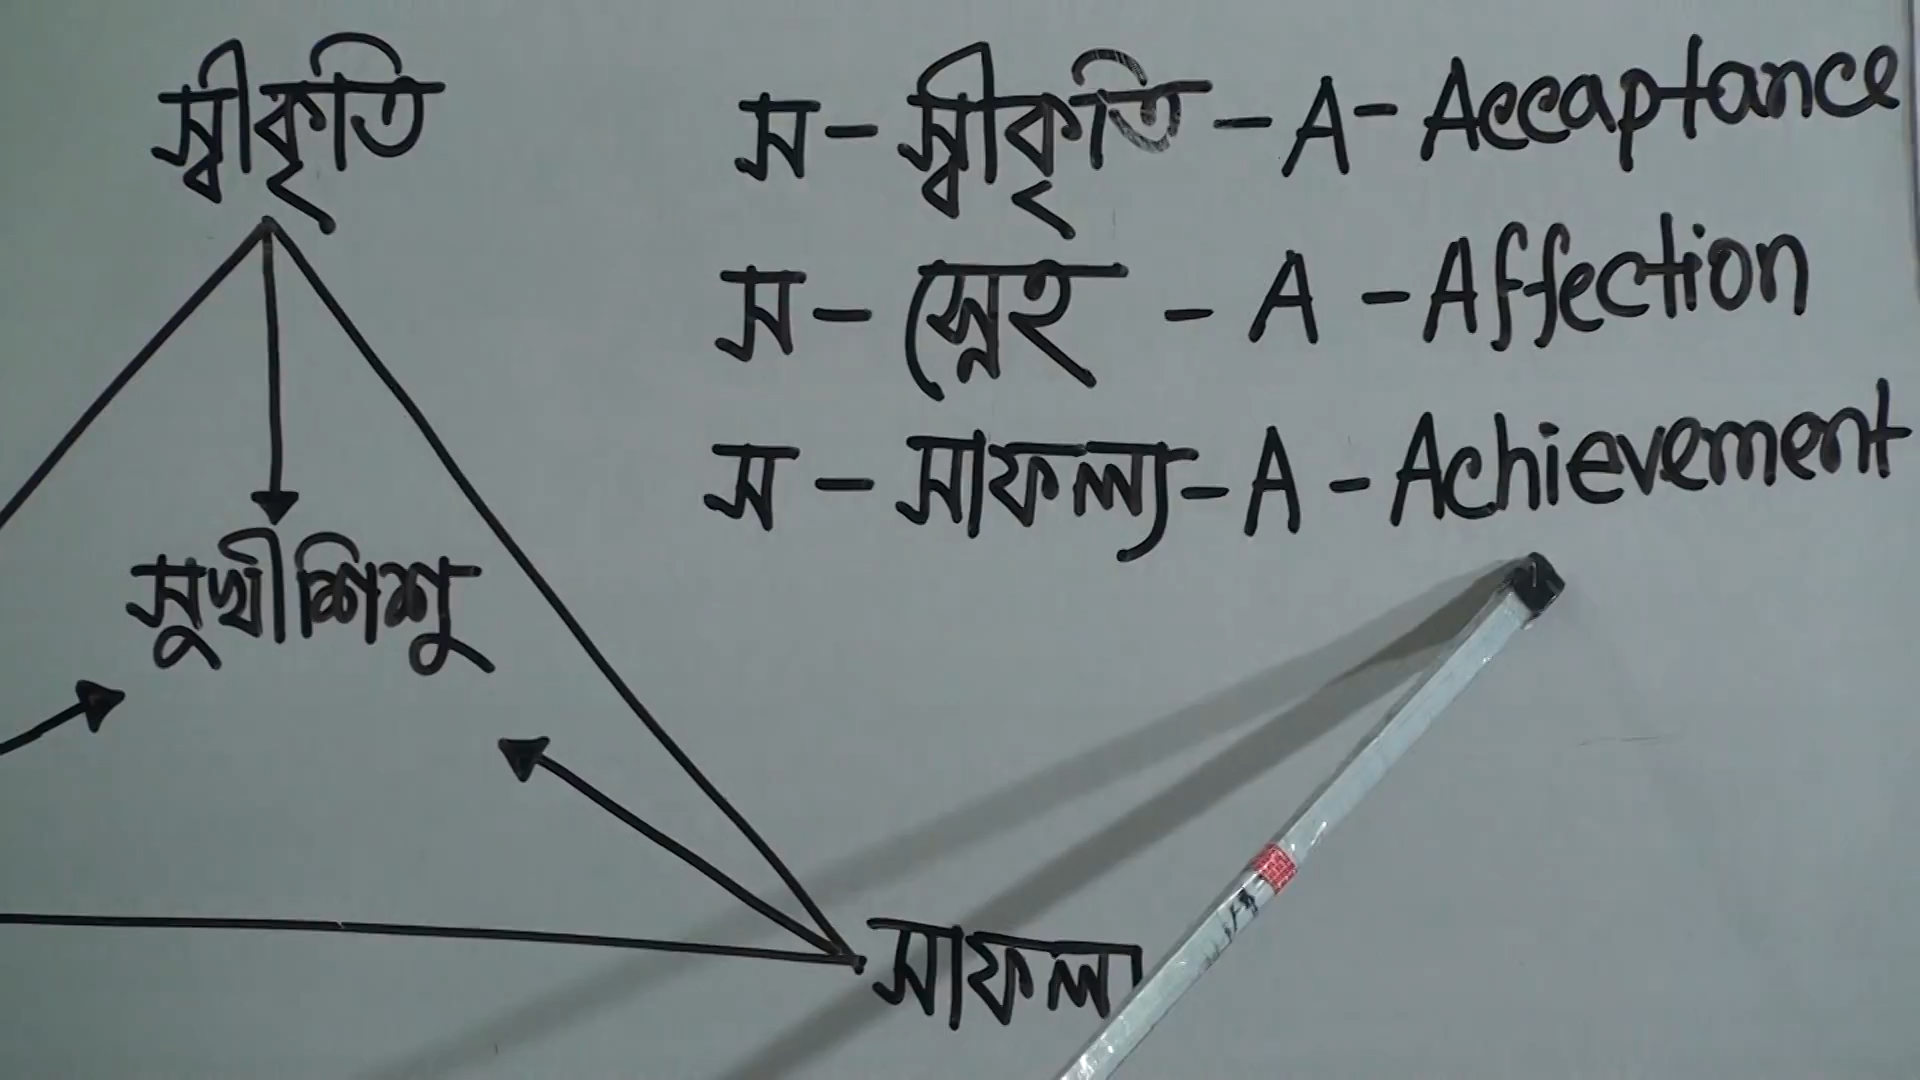 স্বীকৃতি
স - স্বীকৃতি - A - Accaptance
স - স্নেহ - A - Affection
স - সাফল্য - A - Achievement
সুখী শিশু
সাফল্য